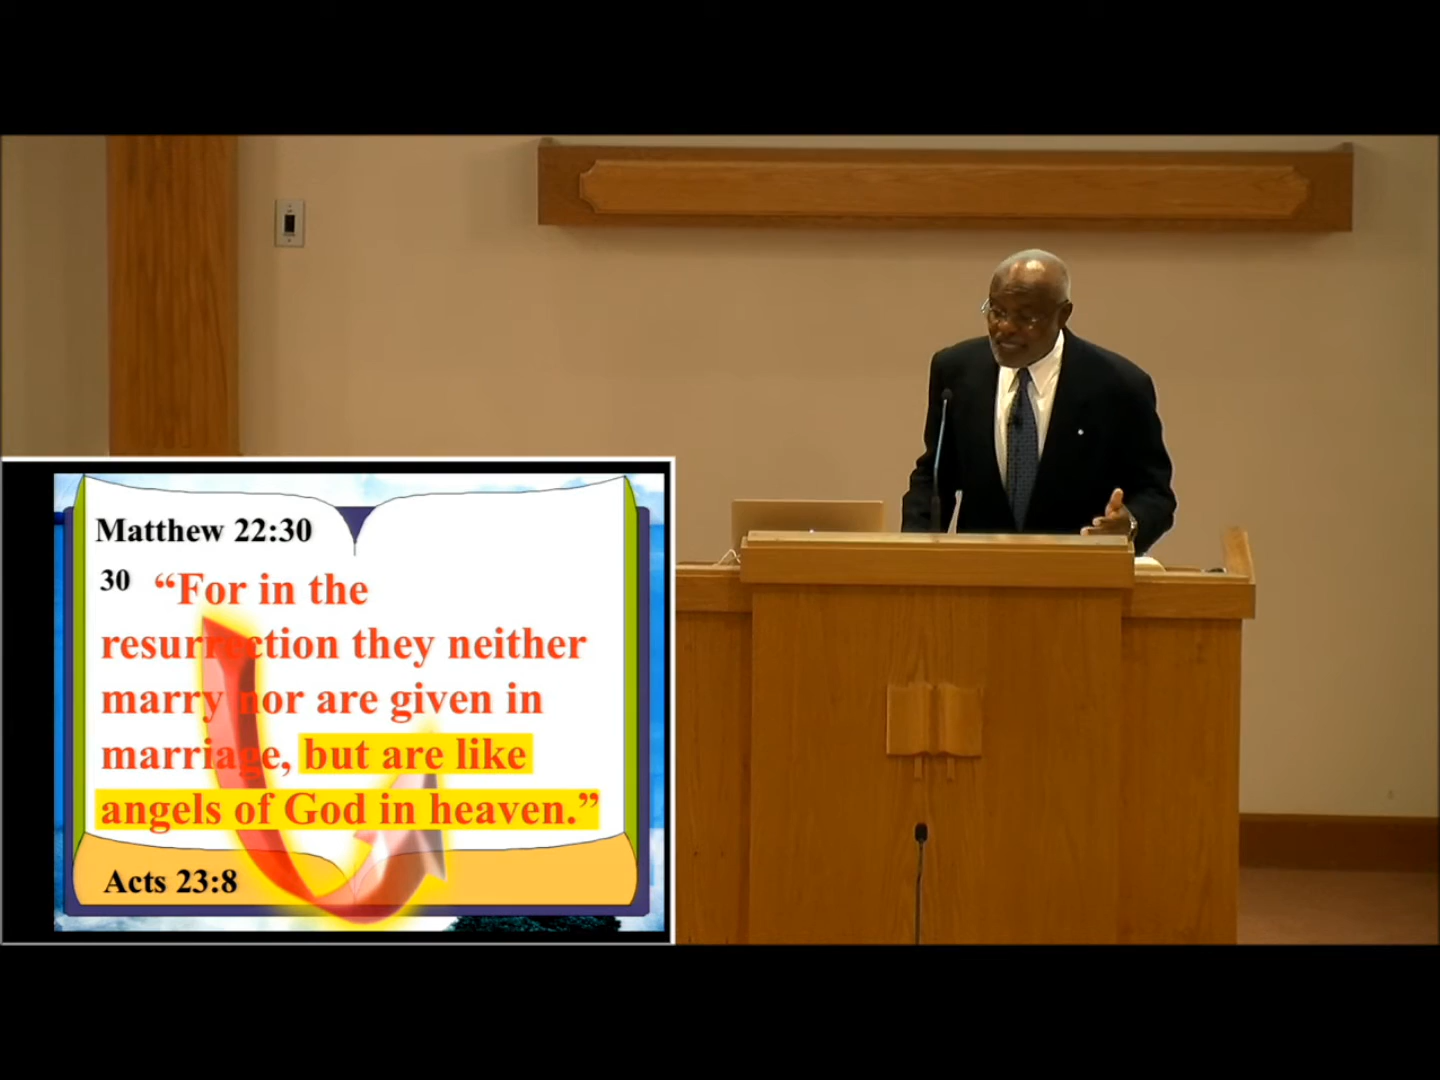 Matthew 22:30
30 “For in the
resurrection they neither
marry nor are given in
marriage, but are like
angels of God in heaven.”
Acts 23:8